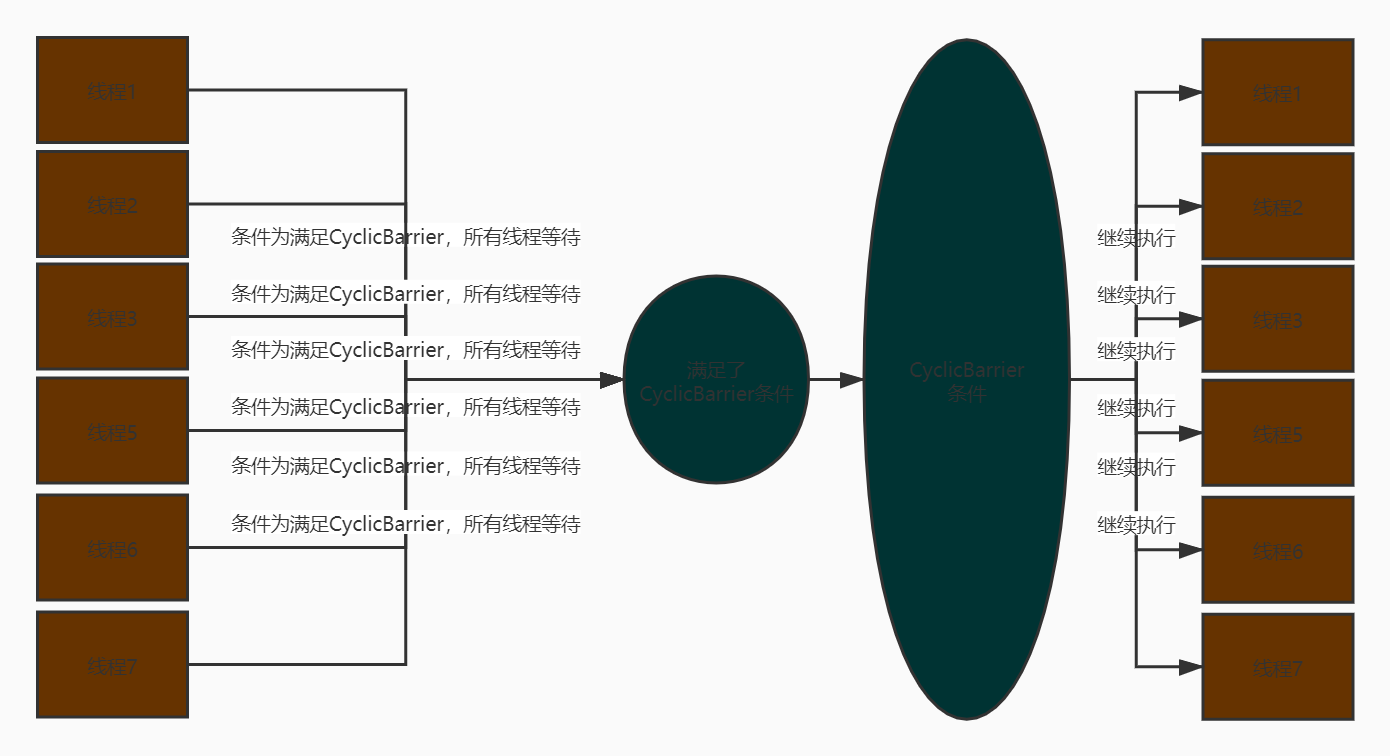 线程1
线程2
线程3
线程5
线程6
线程7
条件为满足CyclicBarrier，所有线程等待
条件为满足CyclicBarrier，所有线程等待
条件为满足CyclicBarrier，所有线程等待
条件为满足CyclicBarrier，所有线程等待
条件为满足CyclicBarrier，所有线程等待
条件为满足CyclicBarrier，所有线程等待
满足了
CyclicBarrier条件
CyclicBarrier
条件
继续执行
继续执行
继续执行
继续执行
继续执行
继续执行
线程1
线程2
线程3
线程5
线程6
线程7